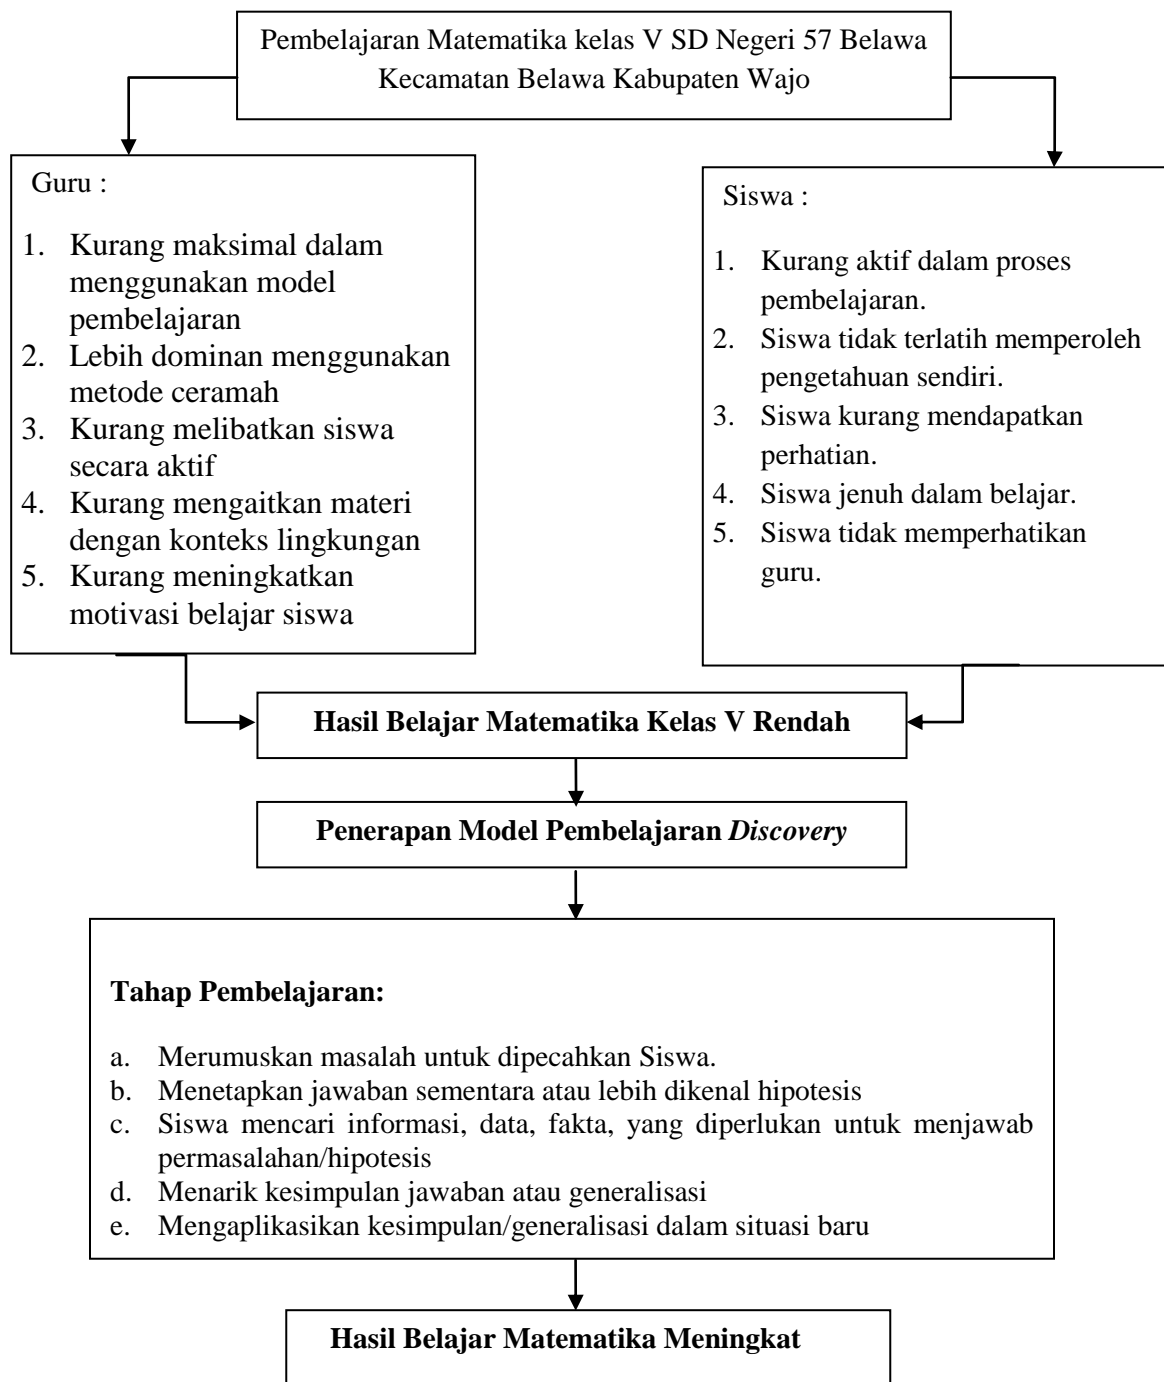 Pembelajaran Matematika kelas V SD Negeri 57 Belawa
Kecamatan Belawa Kabupaten Wajo
Guru :
1. Kurang maksimal dalam
menggunakan model
pembelajaran
2. Lebih dominan menggunakan
metode ceramah
3. Kurang melibatkan siswa
secara aktif
4. Kurang mengaitkan materi
dengan konteks lingkungan
5. Kurang meningkatkan
motivasi belajar siswa
Siswa :
1. Kurang aktif dalam proses
pembelajaran.
2. Siswa tidak terlatih memperoleh
pengetahuan sendiri.
3. Siswa kurang mendapatkan
perhatian.
4. Siswa jenuh dalam belajar.
5. Siswa tidak memperhatikan
guru.
Hasil Belajar Matematika Kelas V Rendah
Penerapan Model Pembelajaran Discovery
Tahap Pembelajaran:
a. Merumuskan masalah untuk dipecahkan Siswa.
b. Menetapkan jawaban sementara atau lebih dikenal hipotesis
c. Siswa mencari informasi, data, fakta, yang diperlukan untuk menjawab
permasalahan/hipotesis
d. Menarik kesimpulan jawaban atau generalisasi
e. Mengaplikasikan kesimpulan/generalisasi dalam situasi baru
Hasil Belajar Matematika Meningkat